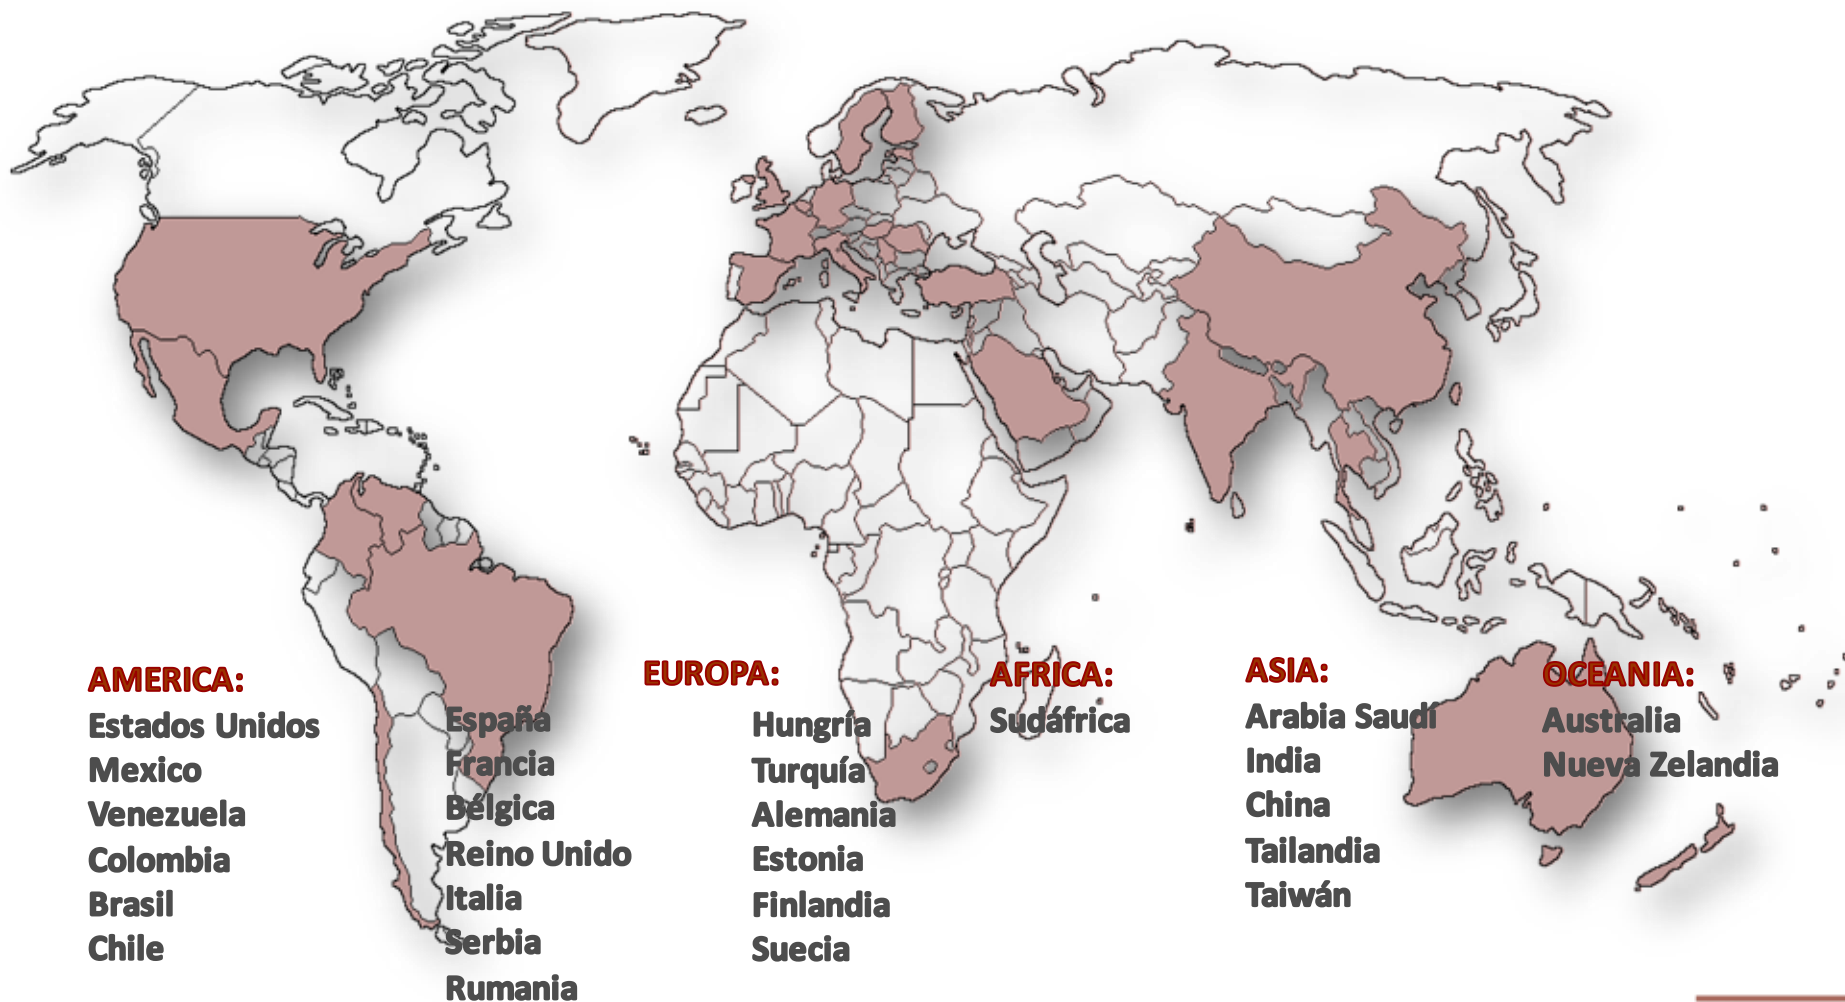 AMERICA:
Estados Unidos
Mexico
Venezuela
Colombia
Brasil
Chile
EUROPA:
España
Francia
Bélgica
Reino Unido
Italia
Serbia
Rumania
Hungría
Turquía
Alemania
Estonia
Finlandia
Suecia
AFRICA:
Sudáfrica
ASIA:
Arabia Saudí
India
China
Tailandia
Taiwán
OCEANIA:
Australia
Nueva Zelandia